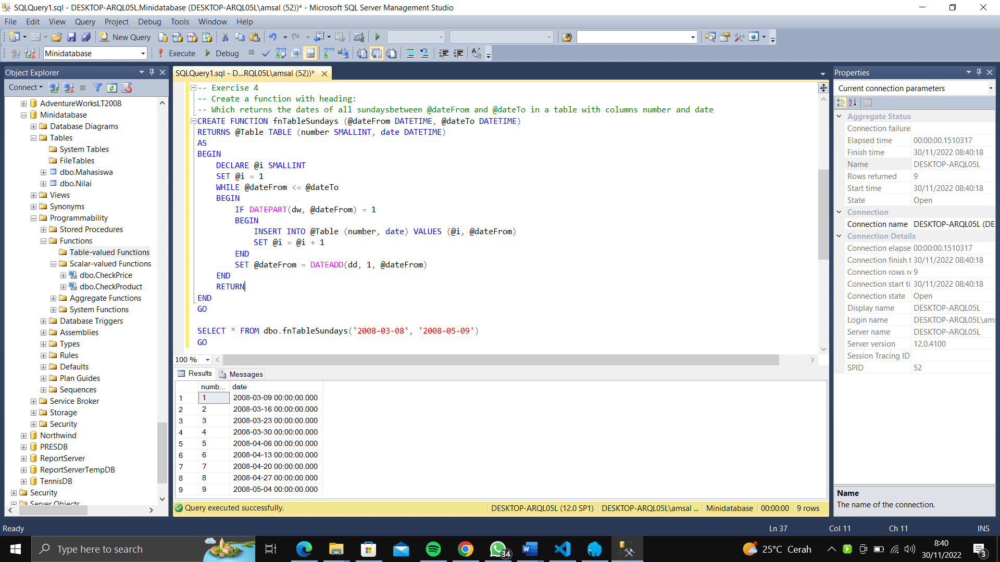 SQLQuery1.sql - DESKTOP-ARQL05L.Minidatabase (DESKTOP-ARQL05L\amsal (52))* - Microsoft SQL Server Management Studio
File Edit View Query Project Debug Tools Window Help
New Query
Minidatabase Execute Debug
Object Explorer
Connect
AdventureWorksLT2008
Minidatabase
Database Diagrams
Tables
System Tables
FileTables
dbo.Mahasiswa
dbo.Nilai
Views
Synonyms
Programmability
Stored Procedures
Functions
Table-valued Functions
Scalar-valued Functions
dbo.CheckPrice
dbo.CheckProduct
Aggregate Functions
System Functions
Database Triggers
Assemblies
Types
Rules
Defaults
Plan Guides
Sequences
Service Broker
Storage
Security
Northwind
PRESDB
ReportServer
ReportServerTempDB
TennisDB
Security
Server Objects
SQLQuery1.sql - D...RQL05L\amsal (52))*
-- Exercise 4
-- Create a function with heading:
-- Which returns the dates of all sundaysbetween @dateFrom and @dateTo in a table with columns number and date
CREATE FUNCTION fnTableSundays (@dateFrom DATETIME, @dateTo DATETIME)
RETURNS @Table TABLE (number SMALLINT, date DATETIME)
AS
BEGIN
DECLARE @i SMALLINT
SET @i = 1
WHILE @dateFrom <= @dateTo
BEGIN
IF DATEPART(dw, @dateFrom) = 1
BEGIN
INSERT INTO @Table (number, date) VALUES (@i, @dateFrom)
SET @i = @i + 1
END
SET @dateFrom = DATEADD(dd, 1, @dateFrom)
END
RETURN
END
GO
SELECT * FROM dbo.fnTableSundays('2008-03-08', '2008-05-09')
GO
100 %
Results Messages
numb... date
1 1 2008-03-09 00:00:00.000
2 2 2008-03-16 00:00:00.000
3 3 2008-03-23 00:00:00.000
4 4 2008-03-30 00:00:00.000
5 5 2008-04-06 00:00:00.000
6 6 2008-04-13 00:00:00.000
7 7 2008-04-20 00:00:00.000
8 8 2008-04-27 00:00:00.000
9 9 2008-05-04 00:00:00.000
Query executed successfully. DESKTOP-ARQL05L (12.0 SP1) DESKTOP-ARQL05L\amsal ... Minidatabase 00:00:00 9 rows
Properties
Current connection parameters
Aggregate Status
Connection failure
Elapsed time 00:00:00.1510317
Finish time 30/11/2022 08:40:18
Name DESKTOP-ARQL05L
Rows returned 9
Start time 30/11/2022 08:40:18
State Open
Connection
Connection name DESKTOP-ARQL05L (DE
Connection Details
Connection elapse 00:00:00.1510317
Connection finish t 30/11/2022 08:40:18
Connection rows re 9
Connection start ti 30/11/2022 08:40:18
Connection state Open
Display name DESKTOP-ARQL05L
Login name DESKTOP-ARQL05L\ams
Server name DESKTOP-ARQL05L
Server version 12.0.4100
Session Tracing ID
SPID 52
Name
The name of the connection.
Ready Ln 37 Col 11 Ch 11 INS
Type here to search
34
25°C Cerah
8:40
30/11/2022
3